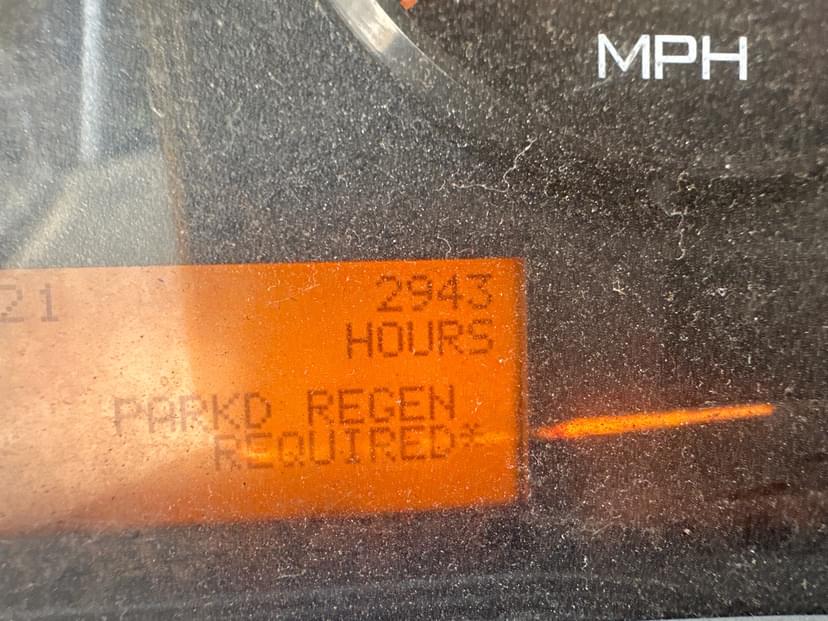 MPH
21 2943
HOURS
PARKD REGEN
REQUIRED*